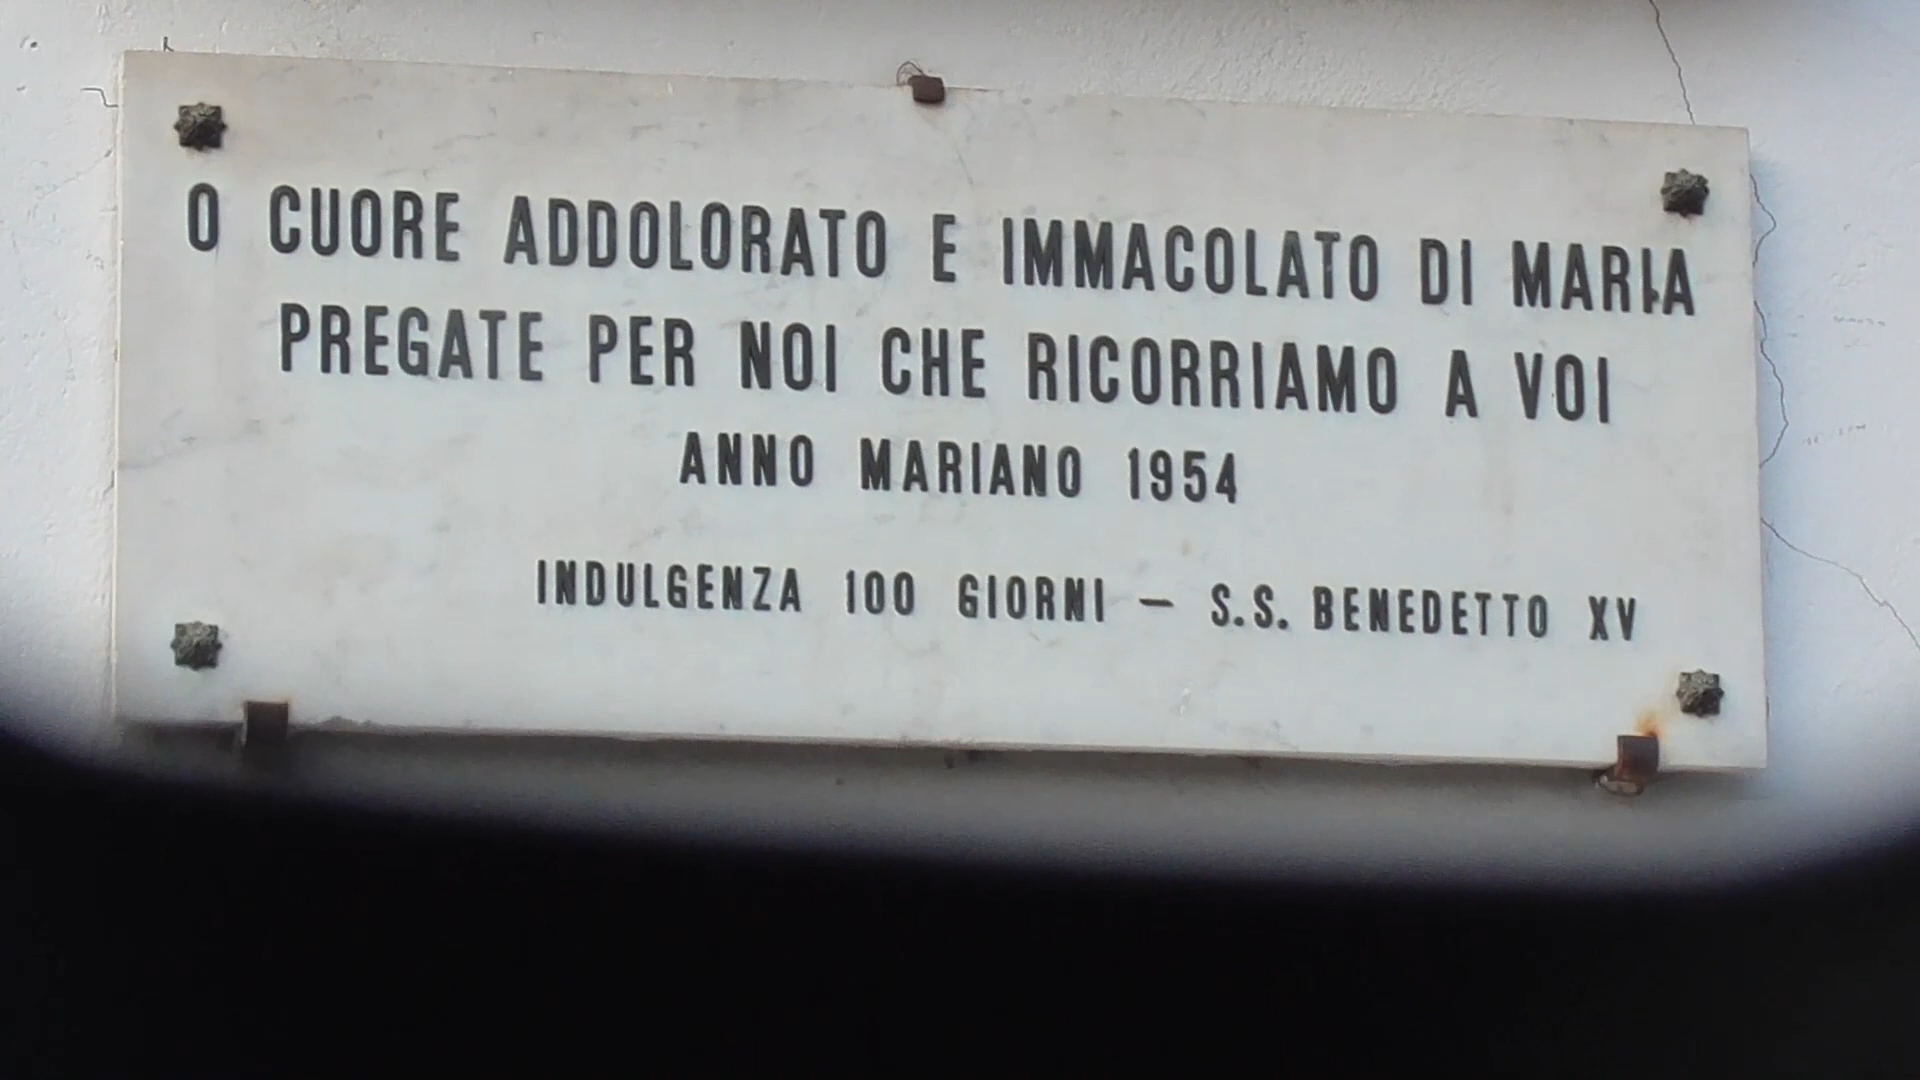 O CUORE ADDOLORATO E IMMACOLATO DI MARIA
PREGATE PER NOI CHE RICORRIAMO A VOI
ANNO MARIANO 1954
INDULGENZA 100 GIORNI – S.S. BENEDETTO XV